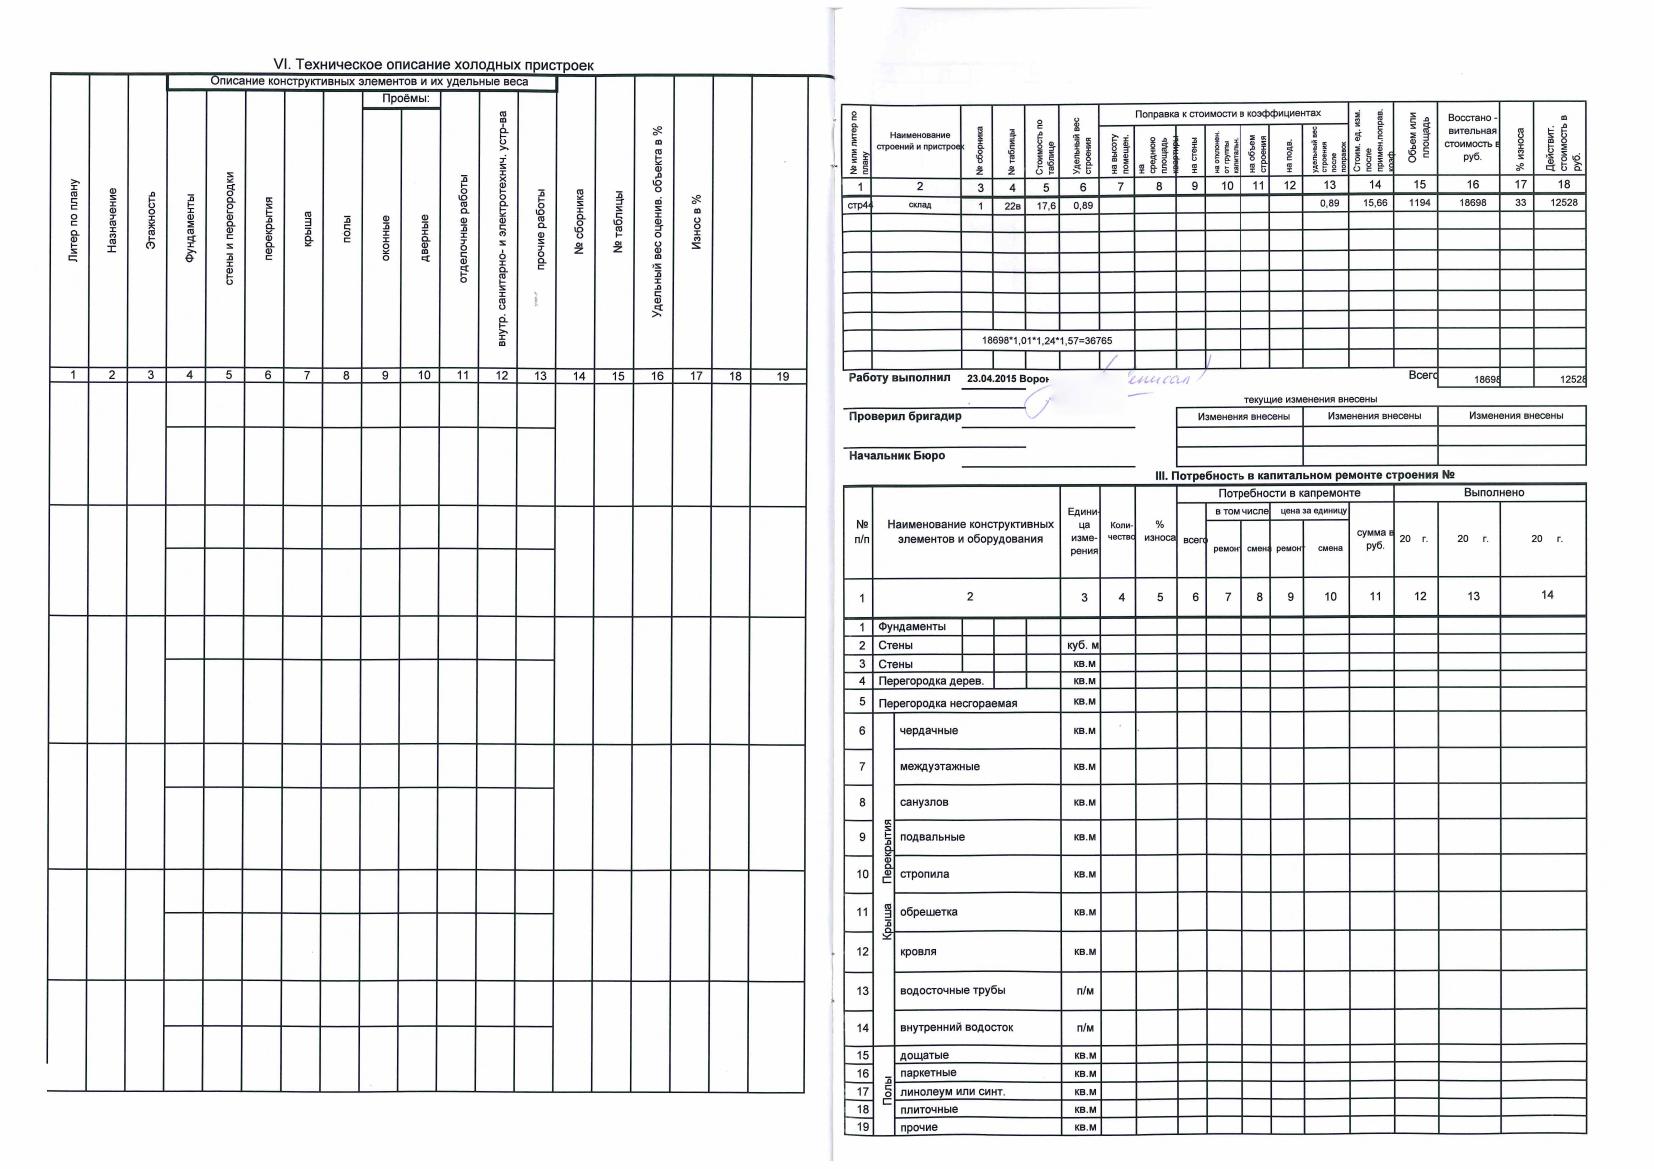 VI. Техническое описание холодных пристроек
Описание конструктивных элементов и их удельные веса
Проёмы:
Литер по плану
Назначение
Этажность
Фундаменты
стены и перегородки
перекрытия
крыша
полы
оконные
дверные
отделочные работы
внутр. санитарно- и электротехнич. устр-ва
прочие работы
№ сборника
№ таблицы
Удельный вес оценив. объекта в %
Износ в %
1 2 3 4 5 6 7 8 9 10 11 12 13 14 15 16 17 18 19
№ или литер по плану
Наименование строений и пристроек
№ сборника
№ таблицы
Стоимость по таблице
Удельный вес строения
Поправка к стоимости в коэффициентах
на высоту помещен.
на среднюю площадь квартиры
на стены
на отклонен. от группы капитальн.
на объем строения
на подв.
удельный вес строения после поправок
Стоим. ед. изм. после примен.поправ. коэф.
Объем или площадь
Восстано -
вительная
стоимость в
руб.
% износа
Действит. стоимость в руб.
1 2 3 4 5 6 7 8 9 10 11 12 13 14 15 16 17 18
стр44 склад 1 22в 17,6 0,89 0,89 15,66 1194 18698 33 12528
18698*1,01*1,24*1,57=36765
Работу выполнил 23.04.2015 Ворон
Всего 18698 12528
текущие изменения внесены
Проверил бригадир
Изменения внесены Изменения внесены Изменения внесены
Начальник Бюро
III. Потребность в капитальном ремонте строения №
№
п/п
Наименование конструктивных
элементов и оборудования
Едини-
ца
изме-
рения
Коли-
чество
%
износа
Потребности в капремонте
всего
в том числе
ремонт смена
цена за единицу
ремонт смена
сумма в
руб.
Выполнено
20 г. 20 г. 20 г.
1 2 3 4 5 6 7 8 9 10 11 12 13 14
1 Фундаменты
2 Стены куб. м
3 Стены кв.м
4 Перегородка дерев. кв.м
5 Перегородка несгораемая кв.м
Перекрытия
6 чердачные кв.м
7 междуэтажные кв.м
8 санузлов кв.м
9 подвальные кв.м
Крыша
10 стропила кв.м
11 обрешетка кв.м
12 кровля кв.м
13 водосточные трубы п/м
14 внутренний водосток п/м
Полы
15 дощатые кв.м
16 паркетные кв.м
17 линолеум или синт. кв.м
18 плиточные кв.м
19 прочие кв.м